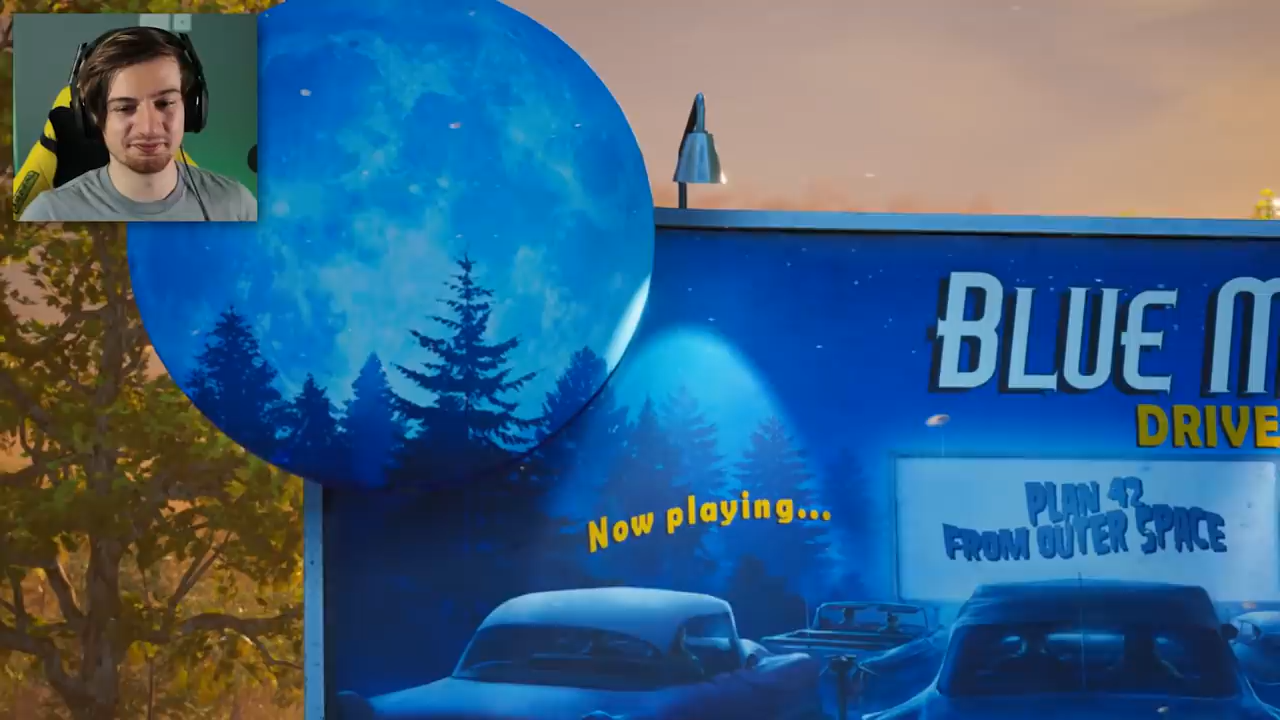 BLUE M
DRIVE
Now playing...
PLAN 42
FROM OUTER SPACE